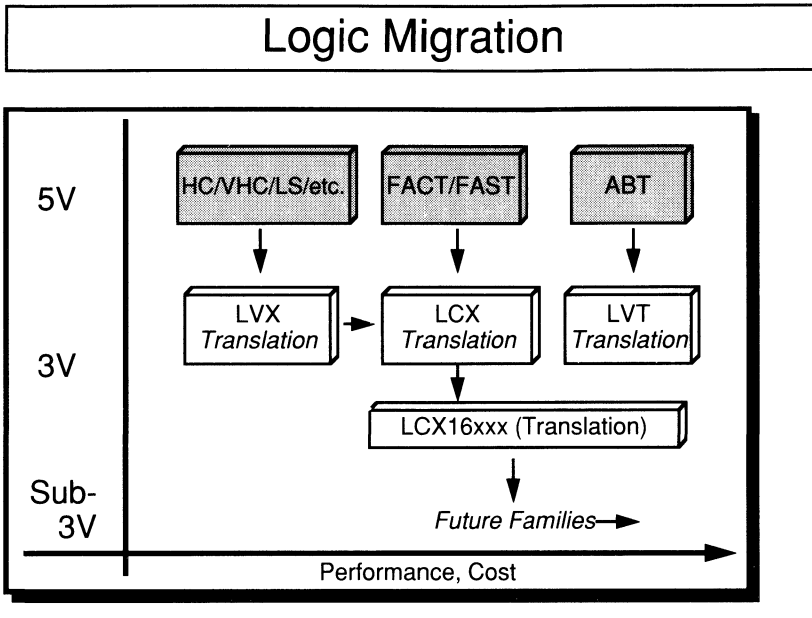 Logic Migration
5V
HC/VHC/LS/etc.
FACT/FAST
ABT
3V
LVX
Translation
LCX
Translation
LVT
Translation
LCX16xxx (Translation)
Sub-
3V
Future Families
Performance, Cost